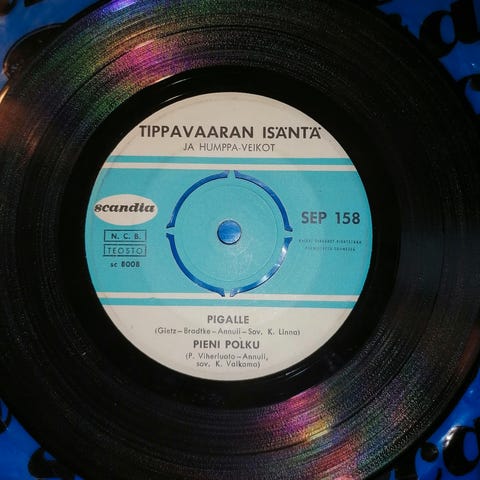 TIPPAVAARAN ISÄNTÄ
JA HUMPPA-VEIKOT
scandia
SEP 158
N. C. B.
TEOSTO
sc 8008
PIGALLE
(Gietz–Bradtke–Annuli–Sov. K. Linna)
PIENI POLKU
(P. Viherluoto–Annuli,
sov. K. Valkama)